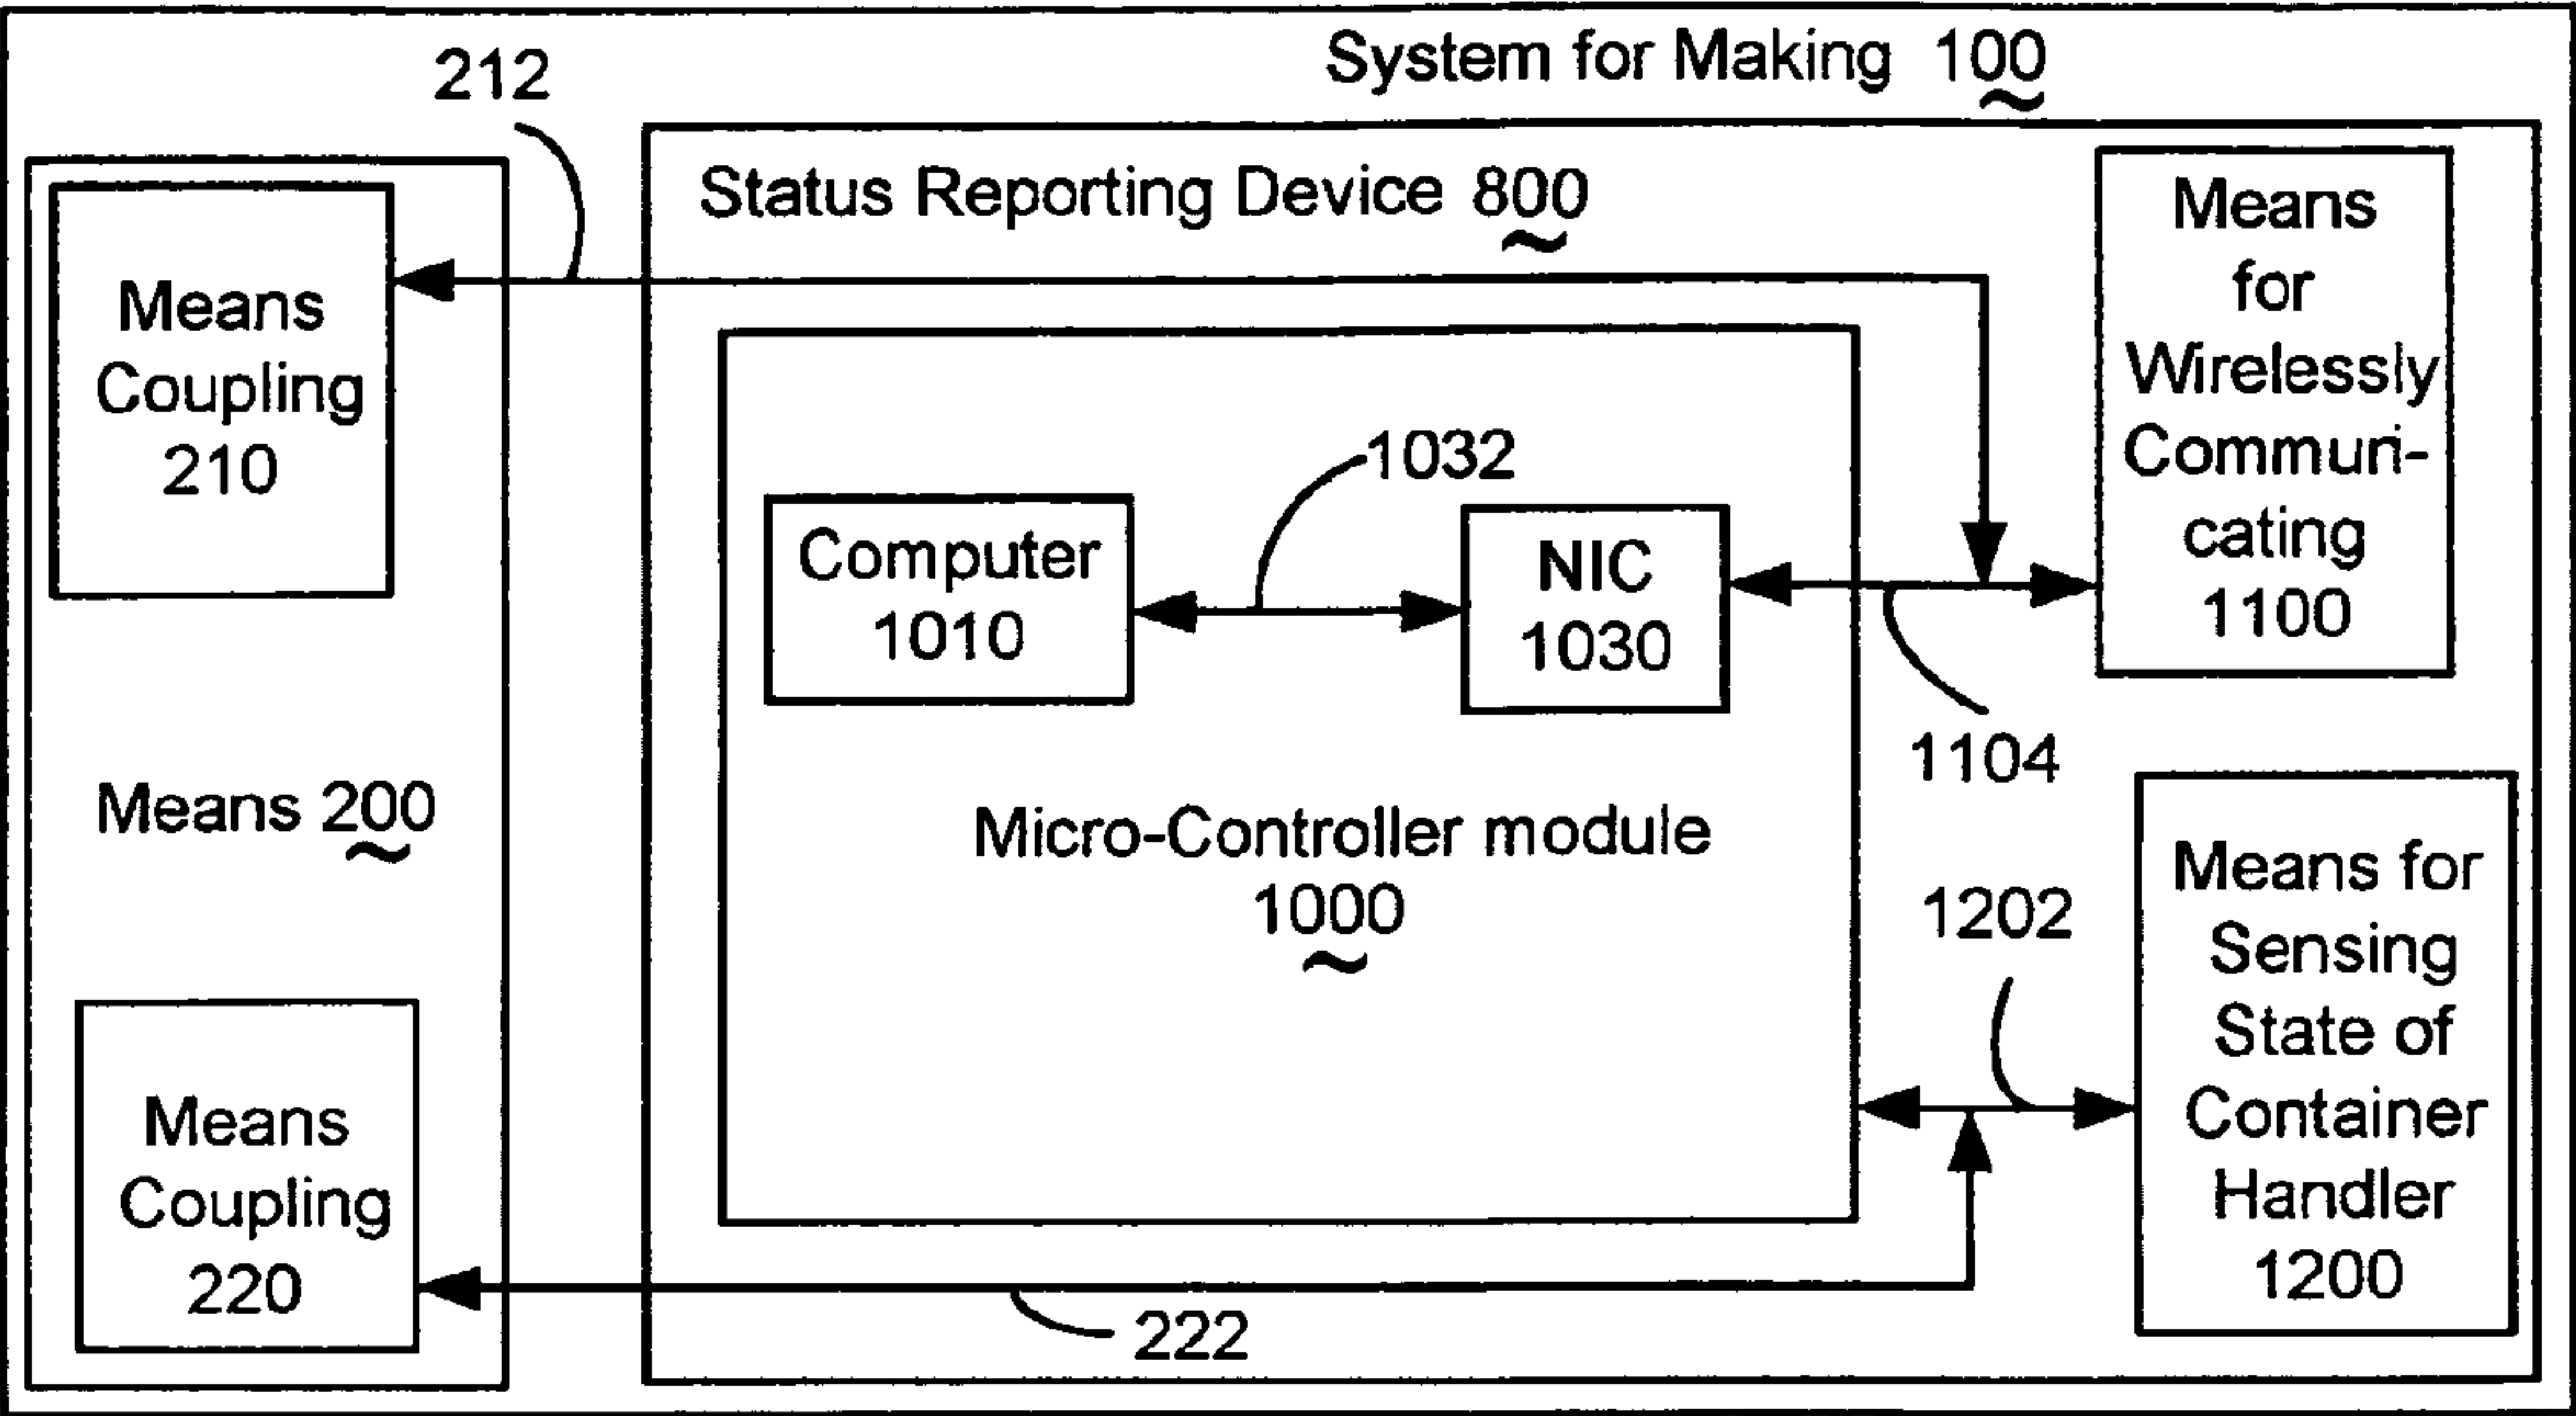 System for Making 100
212
Status Reporting Device 800
Means
Coupling
210
Means
for
Wirelessly
Communi-
cating
1100
1032
Computer
1010
NIC
1030
1104
Means 200
Micro-Controller module
1000
1202
Means for
Sensing
State of
Container
Handler
1200
Means
Coupling
220
222